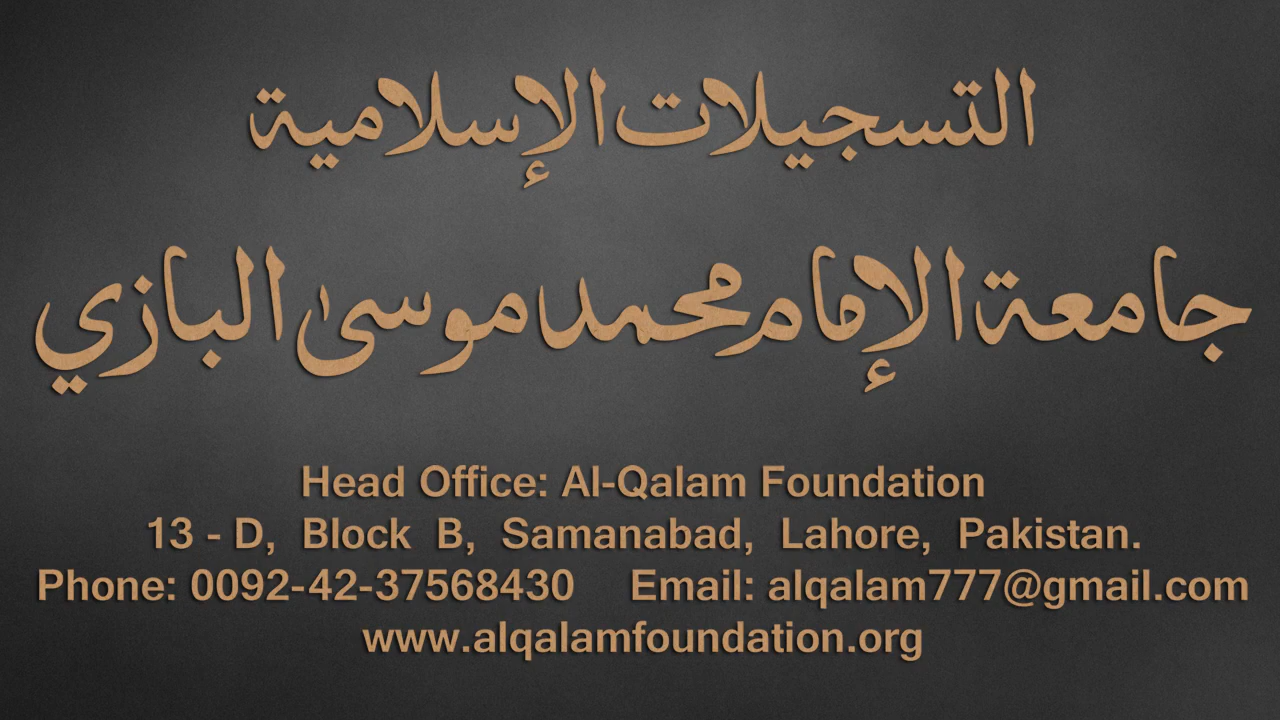 التسجيلات الإسلامية
جامعة الإمام محمد موسىٰ البازي
Head Office: Al-Qalam Foundation
13 - D, Block B, Samanabad, Lahore, Pakistan.
Phone: 0092-42-37568430 Email: alqalam777@gmail.com
www.alqalamfoundation.org